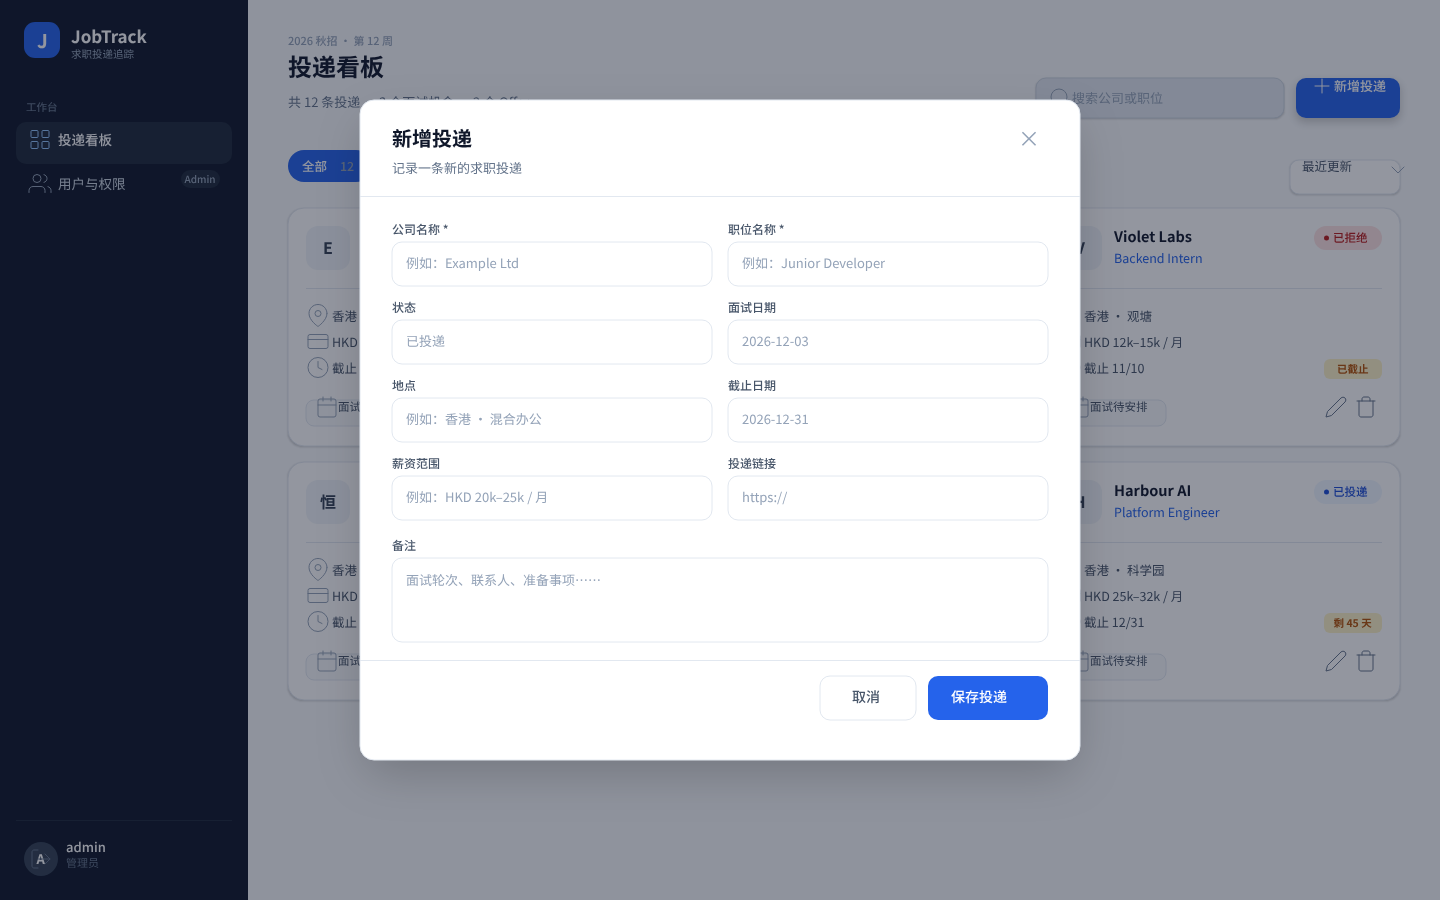 J
JobTrack
求职投递追踪
工作台
投递看板
用户与权限
Admin
A
admin
管理员
2026 秋招 · 第 12 周
投递看板
共 12 条投递
搜索公司或职位
新增投递
全部 12
最近更新
E
香港
HKD
截止
面试
Violet Labs
Backend Intern
已拒绝
香港 · 观塘
HKD 12k–15k / 月
截止 11/10
已截止
面试待安排
恒
香港
HKD
截止
面试
Harbour AI
Platform Engineer
已投递
香港 · 科学园
HKD 25k–32k / 月
截止 12/31
剩 45 天
面试待安排
新增投递
记录一条新的求职投递
公司名称 *
职位名称 *
例如：Example Ltd
例如：Junior Developer
状态
面试日期
已投递
2026-12-03
地点
截止日期
例如：香港 · 混合办公
2026-12-31
薪资范围
投递链接
例如：HKD 20k–25k / 月
https://
备注
面试轮次、联系人、准备事项……
取消
保存投递